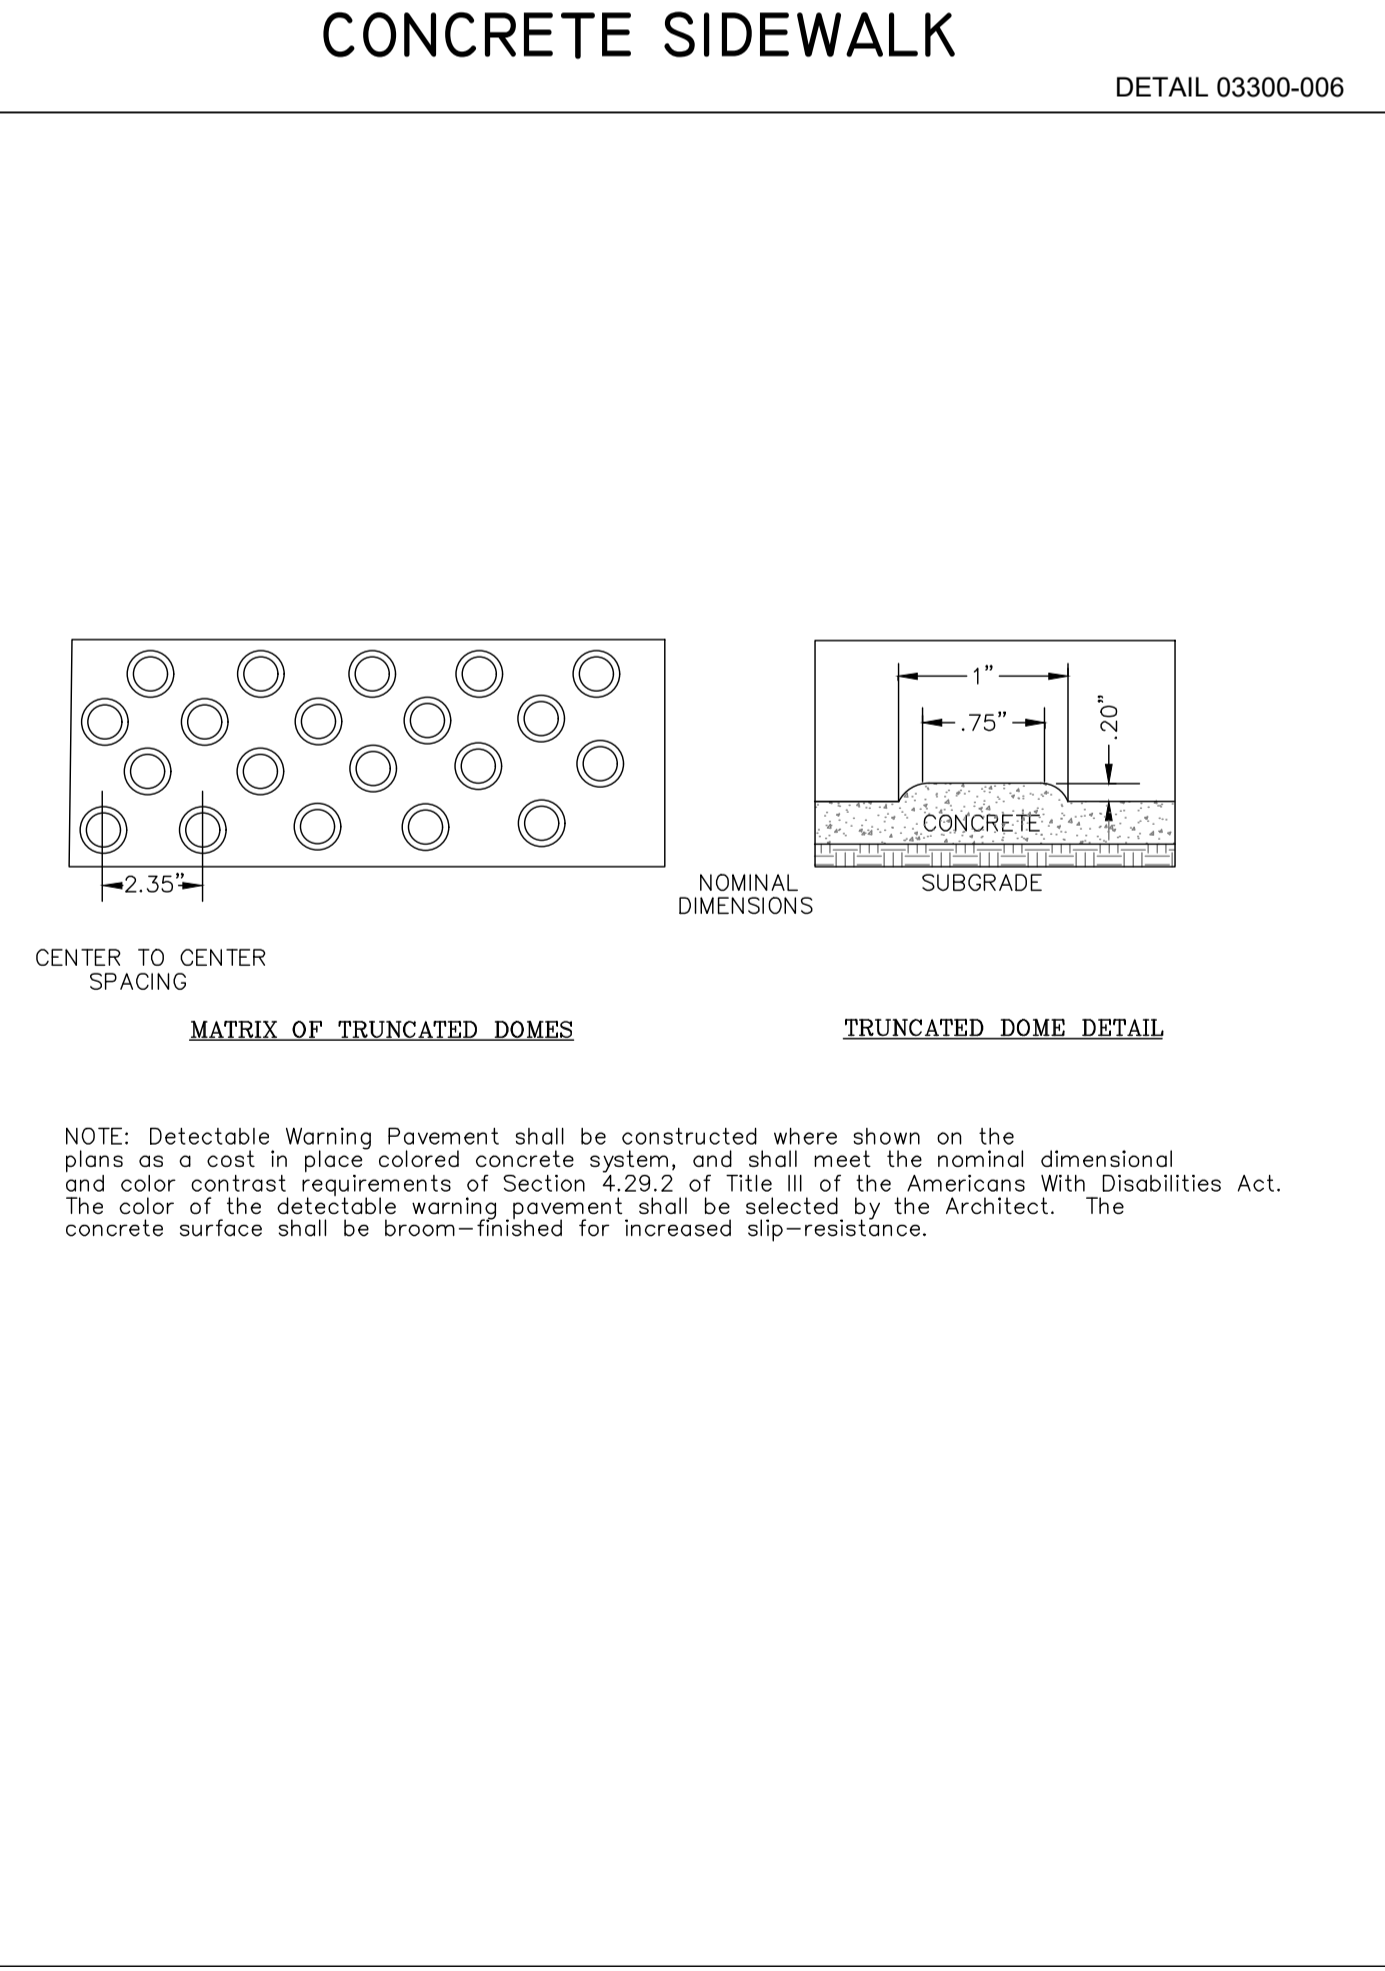 CONCRETE SIDEWALK
DETAIL 03300-006
2.35”
CENTER TO CENTER
SPACING
MATRIX OF TRUNCATED DOMES
NOMINAL
DIMENSIONS
1”
.75”
.20”
CONCRETE
SUBGRADE
TRUNCATED DOME DETAIL
NOTE: Detectable Warning Pavement shall be constructed where shown on the
plans as a cost in place colored concrete system, and shall meet the nominal dimensional
and color contrast requirements of Section 4.29.2 of Title III of the Americans With Disabilities Act.
The color of the detectable warning pavement shall be selected by the Architect. The
concrete surface shall be broom-finished for increased slip-resistance.